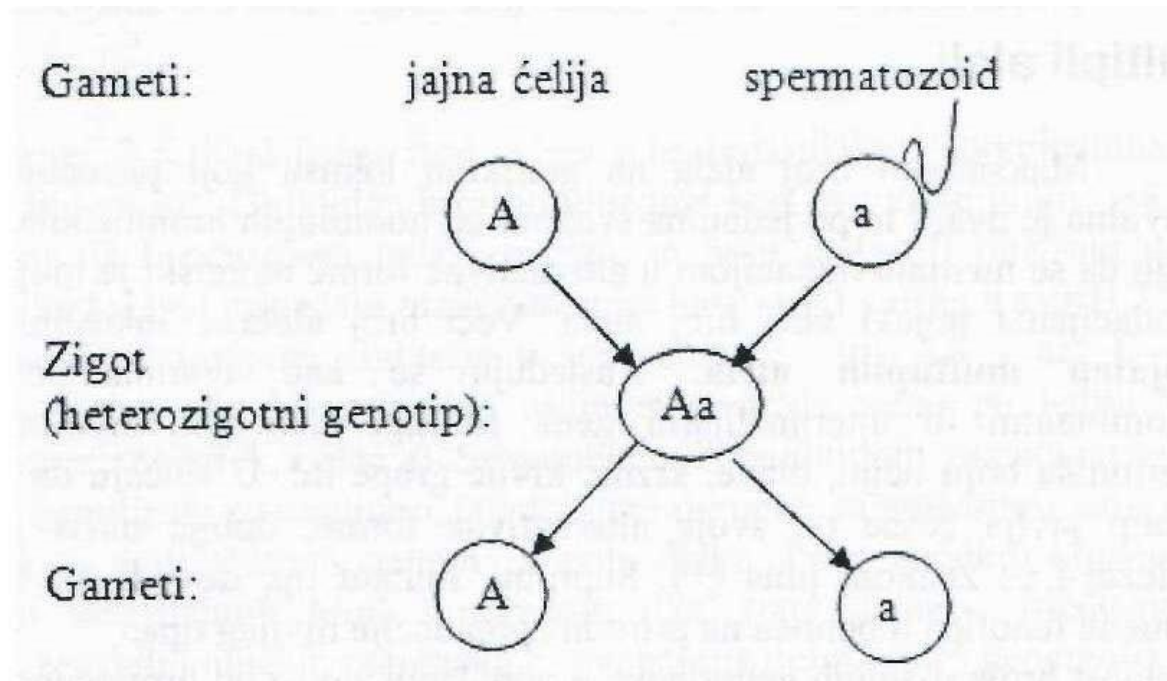 Gameti: jajna ćelija spermatozoid
A a
Zigot
(heterozigotni genotip):
Aa
Gameti:
A a